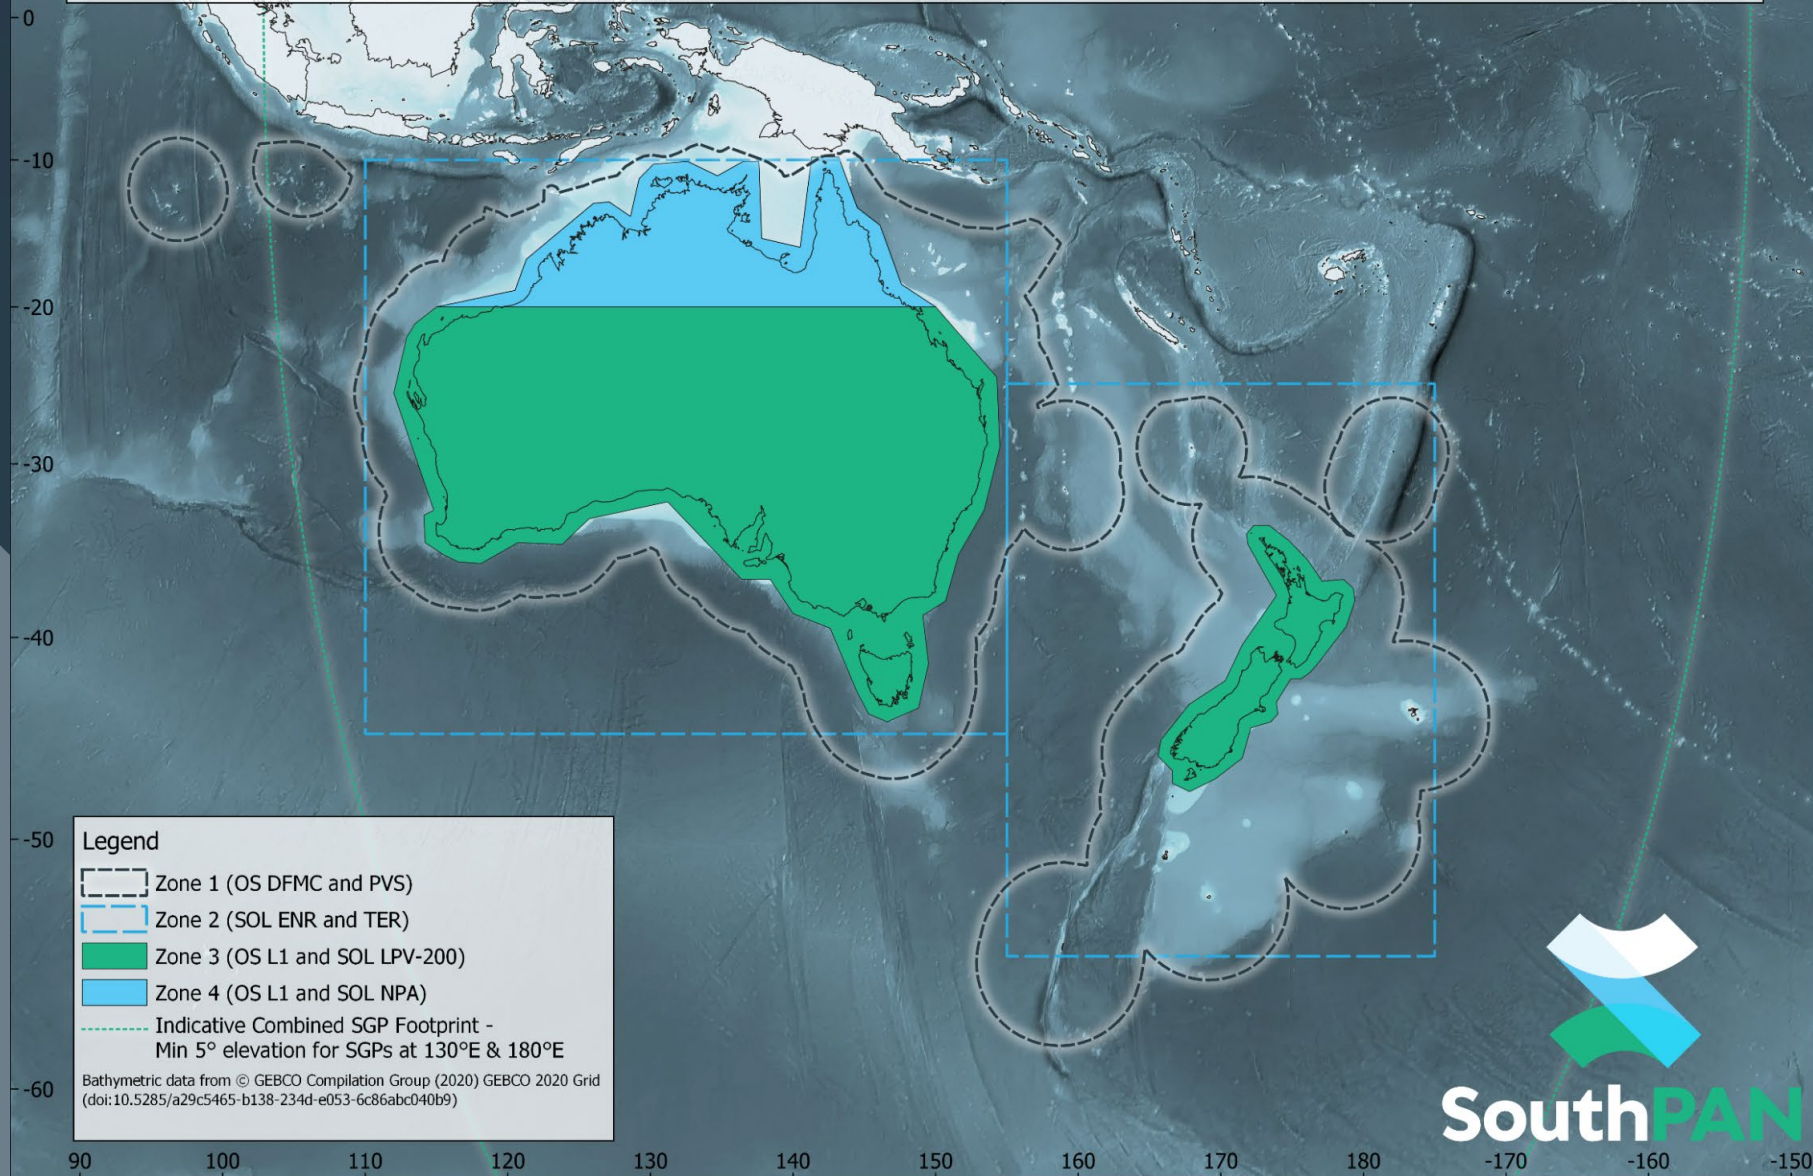 0
-10
-20
-30
-40
-50
-60
Legend
Zone 1 (OS DFMC and PVS)
Zone 2 (SOL ENR and TER)
Zone 3 (OS L1 and SOL LPV-200)
Zone 4 (OS L1 and SOL NPA)
Indicative Combined SGP Footprint -
Min 5° elevation for SGPs at 130°E & 180°E
Bathymetric data from © GEBCO Compilation Group (2020) GEBCO 2020 Grid
(doi:10.5285/a29c5465-b138-234d-e053-6c86abc040b9)
SouthPAN
90 100 110 120 130 140 150 160 170 180 -170 -160 -150